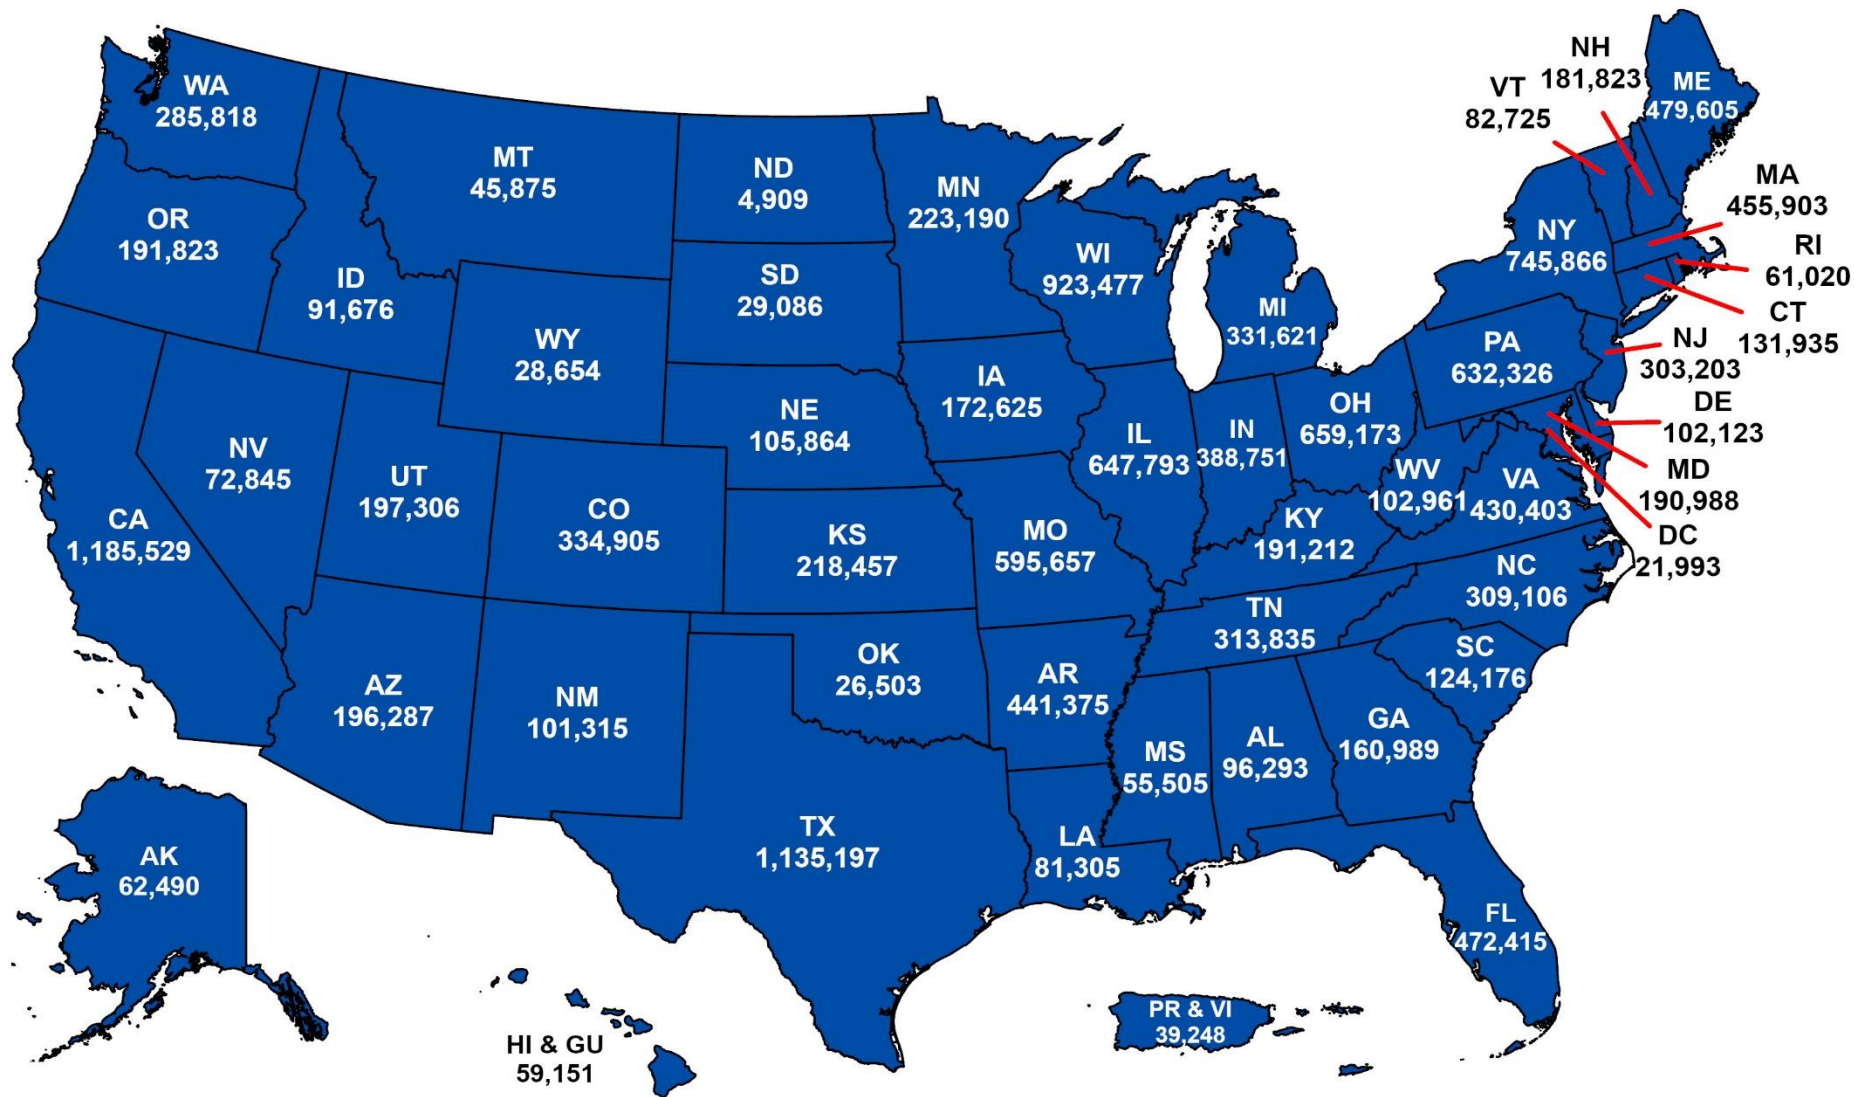 WA
285,818
OR
191,823
CA
1,185,529
NV
72,845
ID
91,676
MT
45,875
WY
28,654
UT
197,306
AZ
196,287
CO
334,905
NM
101,315
ND
4,909
SD
29,086
NE
105,864
KS
218,457
OK
26,503
TX
1,135,197
MN
223,190
IA
172,625
MO
595,657
AR
441,375
LA
81,305
WI
923,477
IL
647,793
MI
331,621
IN
388,751
OH
659,173
KY
191,212
TN
313,835
MS
55,505
AL
96,293
GA
160,989
FL
472,415
SC
124,176
NC
309,106
VA
430,403
WV
102,961
PA
632,326
NY
745,866
VT
82,725
NH
181,823
ME
479,605
MA
455,903
RI
61,020
CT
131,935
NJ
303,203
DE
102,123
MD
190,988
DC
21,993
AK
62,490
HI & GU
59,151
PR & VI
39,248